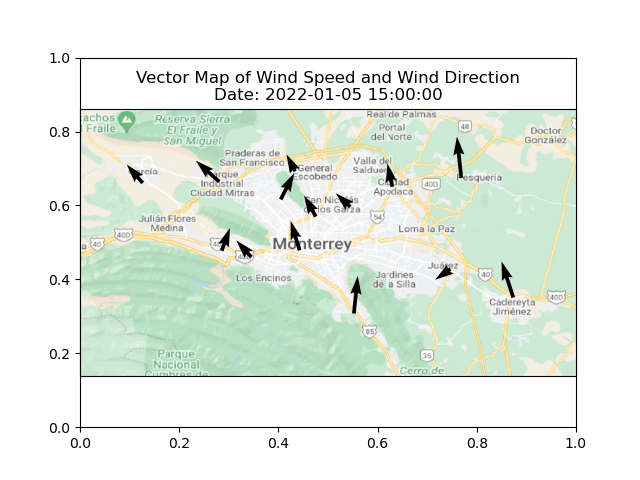 1.0
Vector Map of Wind Speed and Wind Direction
Date: 2022-01-05 15:00:00
Real de Palmas
Reserva Sierra
El Fraile y
San Miguel
achos
Fraile
Portal
del Norte
48
Doctor
González
0.8
Praderas de
San Francisco
General
Escobedo
Valle del
Salduero
Parque
Industrial
Ciudad Mitras
Ciudad
Apodaca
40D
Pesquería
0.6
San Nicolás
de los Garza
54
Julián Flores
Medina
Loma la Paz
40D
40
40
Monterrey
0.4
Los Encinos
Jardines
de la Silla
Juárez
40
40D
Cadereyta
Jiménez
85
0.2
Parque
Nacional
Cumbres de
35
Cerro de
0.0
0.0
0.2
0.4
0.6
0.8
1.0